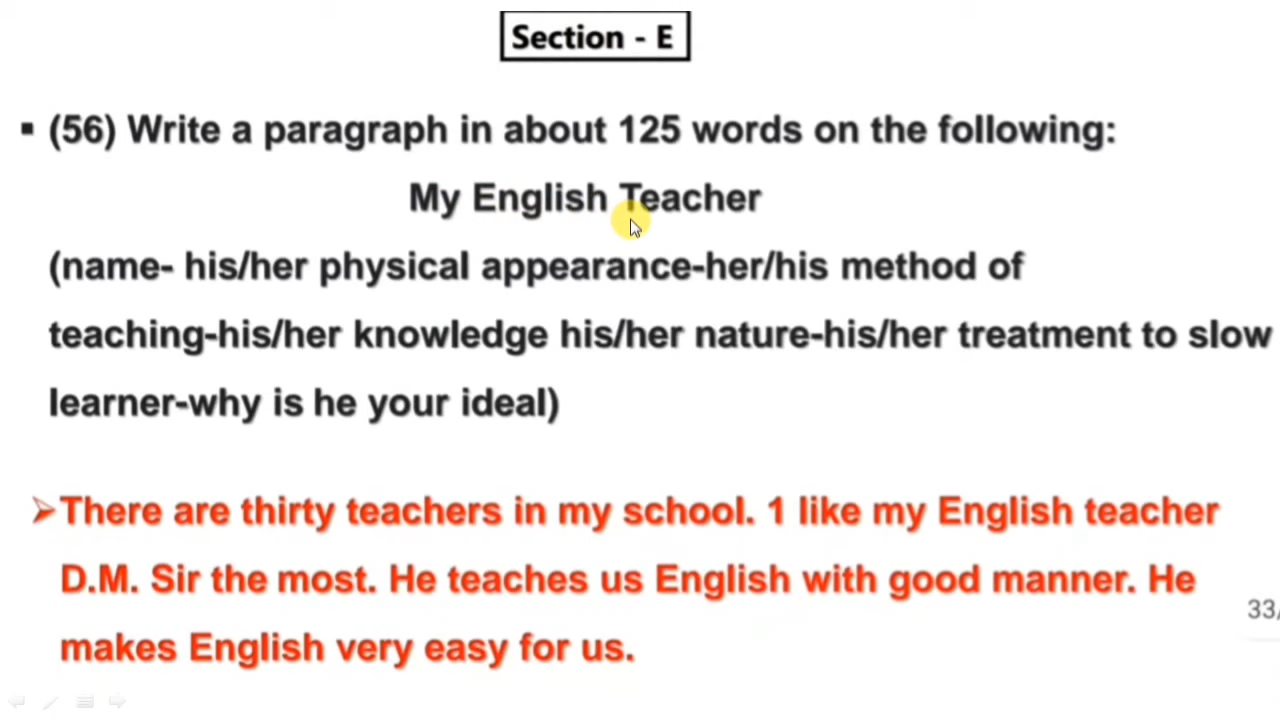 Section - E
▪ (56) Write a paragraph in about 125 words on the following:
My English Teacher
(name- his/her physical appearance-her/his method of
teaching-his/her knowledge his/her nature-his/her treatment to slow
learner-why is he your ideal)
➢There are thirty teachers in my school. 1 like my English teacher
D.M. Sir the most. He teaches us English with good manner. He
makes English very easy for us.
33/